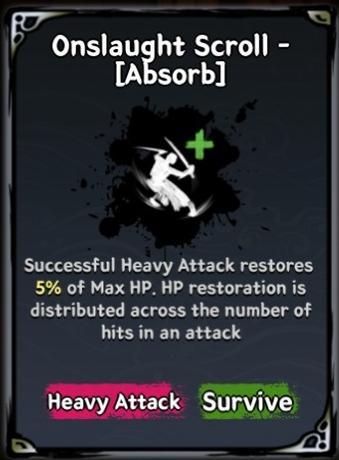 Onslaught Scroll -
[Absorb]
Successful Heavy Attack restores
5% of Max HP. HP restoration is
distributed across the number of
hits in an attack
Heavy Attack Survive